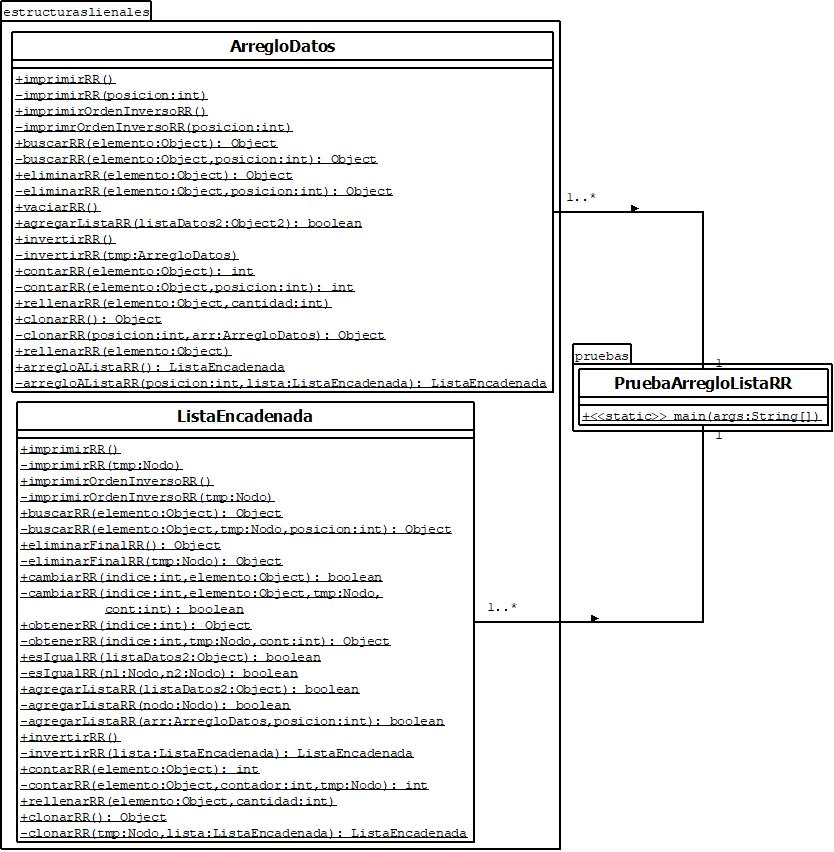 estructuraslienales
ArregloDatos
+imprimirRR()
-imprimirRR(posicion:int)
+imprimirOrdenInversoRR()
-imprimrOrdenInversoRR(posicion:int)
+buscarRR(elemento:Object): Object
-buscarRR(elemento:Object,posicion:int): Object
+eliminarRR(elemento:Object): Object
-eliminarRR(elemento:Object,posicion:int): Object
+vaciarRR()
+agregarListaRR(listaDatos2:Object2): boolean
+invertirRR()
-invertirRR(tmp:ArregloDatos)
+contarRR(elemento:Object): int
-contarRR(elemento:Object,posicion:int): int
+rellenarRR(elemento:Object,cantidad:int)
+clonarRR(): Object
-clonarRR(posicion:int,arr:ArregloDatos): Object
+rellenarRR(elemento:Object)
+arregloAListaRR(): ListaEncadenada
-arregloAListaRR(posicion:int,lista:ListaEncadenada): ListaEncadenada
1..*
1
pruebas
PruebaArregloListaRR
+<<static>> main(args:String[])
1
ListaEncadenada
+imprimirRR()
-imprimirRR(tmp:Nodo)
+imprimirOrdenInversoRR()
-imprimirOrdenInversoRR(tmp:Nodo)
+buscarRR(elemento:Object): Object
-buscarRR(elemento:Object,tmp:Nodo,posicion:int): Object
+eliminarFinalRR(): Object
-eliminarFinalRR(tmp:Nodo): Object
+cambiarRR(indice:int,elemento:Object): boolean
-cambiarRR(indice:int,elemento:Object,tmp:Nodo,
cont:int): boolean
+obtenerRR(indice:int): Object
-obtenerRR(indice:int,tmp:Nodo,cont:int): Object
+esIgualRR(listaDatos2:Object): boolean
-esIgualRR(n1:Nodo,n2:Nodo): boolean
+agregarListaRR(listaDatos2:Object): boolean
-agregarListaRR(nodo:Nodo): boolean
-agregarListaRR(arr:ArregloDatos,posicion:int): boolean
+invertirRR()
-invertirRR(lista:ListaEncadenada): ListaEncadenada
+contarRR(elemento:Object): int
-contarRR(elemento:Object,contador:int,tmp:Nodo): int
+rellenarRR(elemento:Object,cantidad:int)
+clonarRR(): Object
-clonarRR(tmp:Nodo,lista:ListaEncadenada): ListaEncadenada
1..*